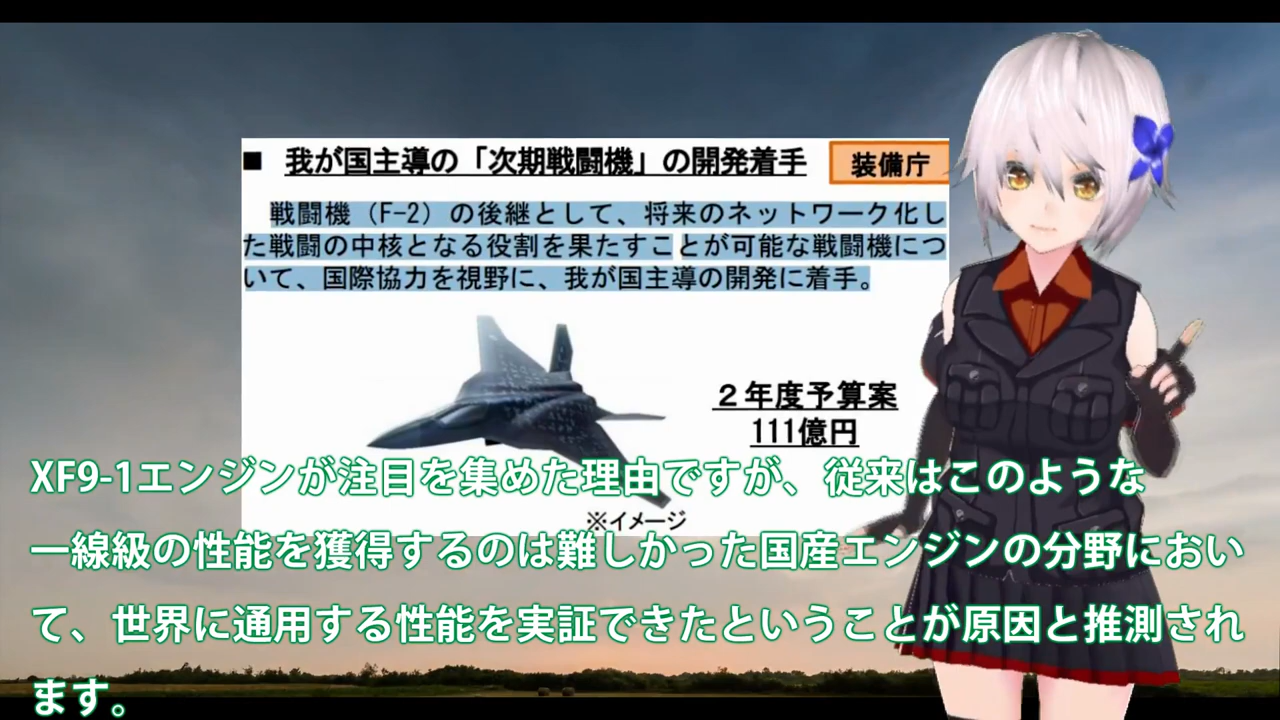 ■ 我が国主導の「次期戦闘機」の開発着手
装備庁
戦闘機（F-2）の後継として、将来のネットワーク化し
た戦闘の中核となる役割を果たすことが可能な戦闘機につ
いて、国際協力を視野に、我が国主導の開発に着手。
２年度予算案
111億円
※イメージ
XF9-1エンジンが注目を集めた理由ですが、従来はこのような
一線級の性能を獲得するのは難しかった国産エンジンの分野におい
て、世界に通用する性能を実証できたということが原因と推測され
ます。